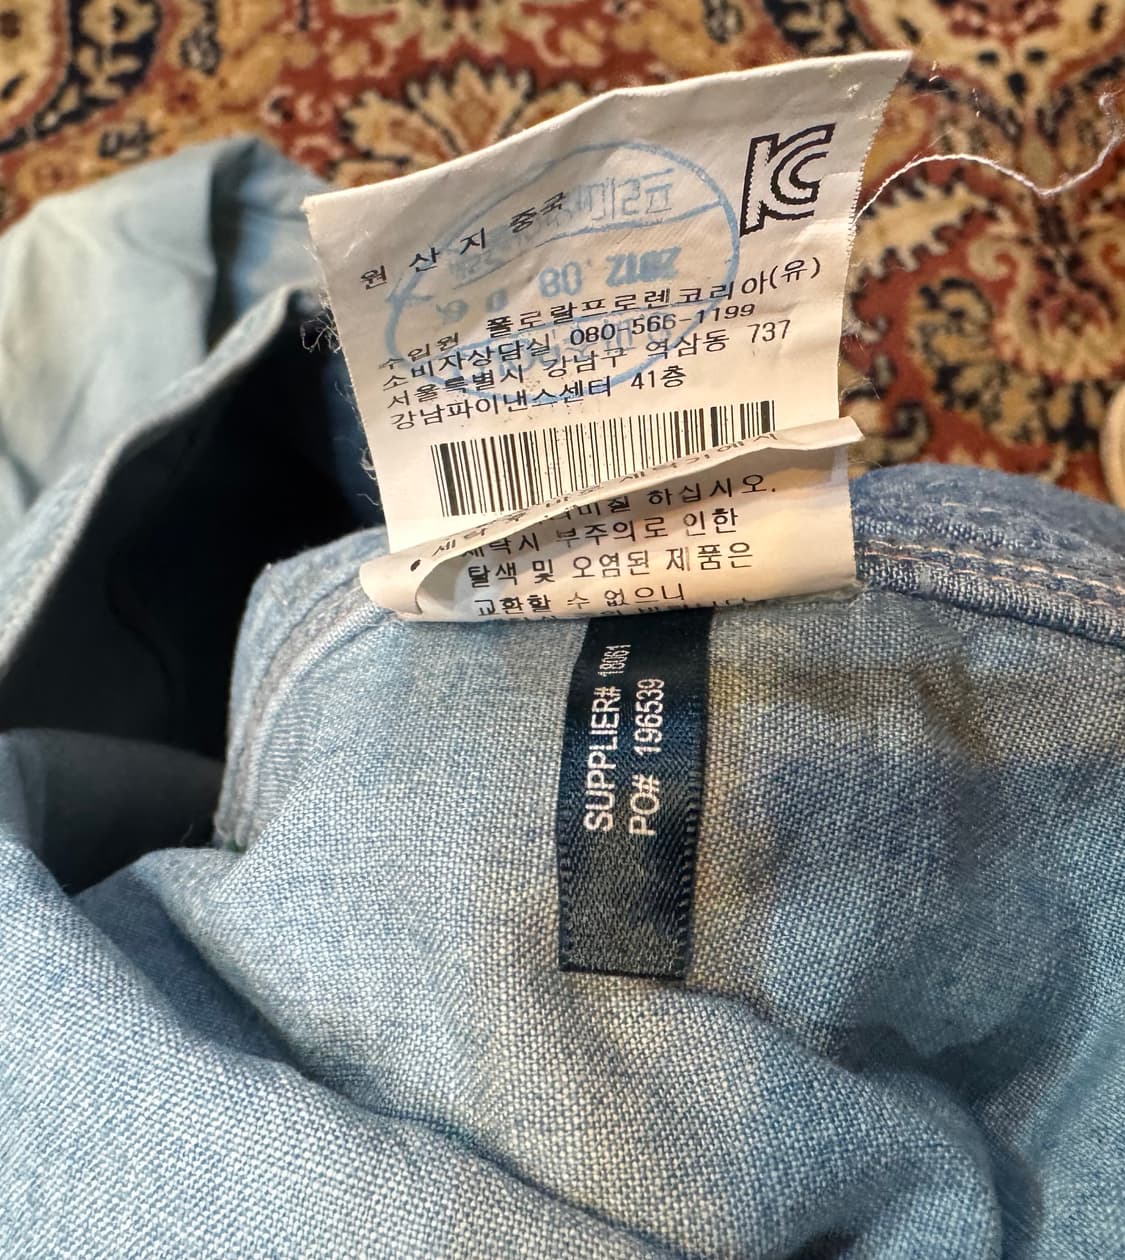 KC
원 산 지 중국
수입원 폴로랄프로렌코리아(유)
소비자상담실 080-566-1199
서울특별시 강남구 역삼동 737
강남파이낸스센터 41층
하십시오.
세탁시 부주의로 인한
탈색 및 오염된 제품은
교환할 수 없으니
SUPPLIER# 18061
PO# 196539